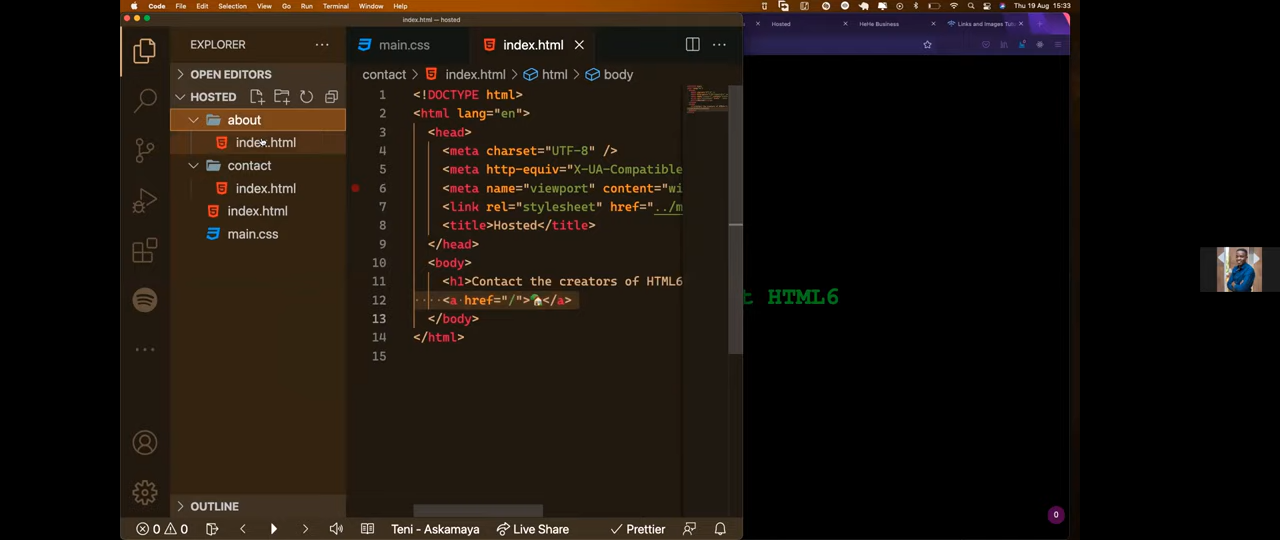 Code File Edit Selection View Go Run Terminal Window Help Thu 19 Aug 15:33
index.html — hosted
Hosted HeHe Business Links and Images Tu
EXPLORER
main.css index.html
OPEN EDITORS
contact index.html html body
HOSTED
about
index.html
contact
index.html
index.html
main.css
1 <!DOCTYPE html>
2 <html lang="en">
3 <head>
4 <meta charset="UTF-8" />
5 <meta http-equiv="X-UA-Compatible
6 <meta name="viewport" content="wi
7 <link rel="stylesheet" href="../m
8 <title>Hosted</title>
9 </head>
10 <body>
11 <h1>Contact the creators of HTML6
12 <a href="/">🏡</a>
13 </body>
14 </html>
15
HTML6
OUTLINE
0
0 0 Teni - Askamaya Live Share Prettier